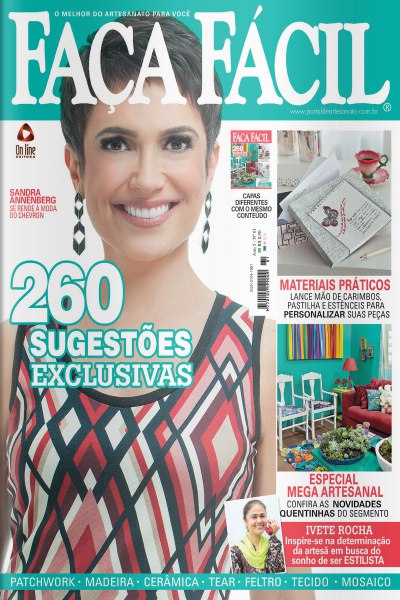 O MELHOR DO ARTESANATO PARA VOCÊ
FAÇA FÁCIL
®
www.portaldeartesanato.com.br
On line
EDITORA
SANDRA
ANNENBERG
SE RENDE À MODA
DO CHEVRON
FAÇA FÁCIL
260
CAPAS
DIFERENTES
COM O MESMO
CONTEÚDO
260
SUGESTÕES
EXCLUSIVAS
MATERIAIS PRÁTICOS
LANCE MÃO DE CARIMBOS,
PASTILHA E ESTÊNCEIS PARA
PERSONALIZAR SUAS PEÇAS
ESPECIAL
MEGA ARTESANAL
CONFIRA AS NOVIDADES
QUENTINHAS DO SEGMENTO
IVETE ROCHA
Inspire-se na determinação
da artesã em busca do
sonho de ser ESTILISTA
PATCHWORK • MADEIRA • CERÂMICA • TEAR • FELTRO • TECIDO • MOSAICO